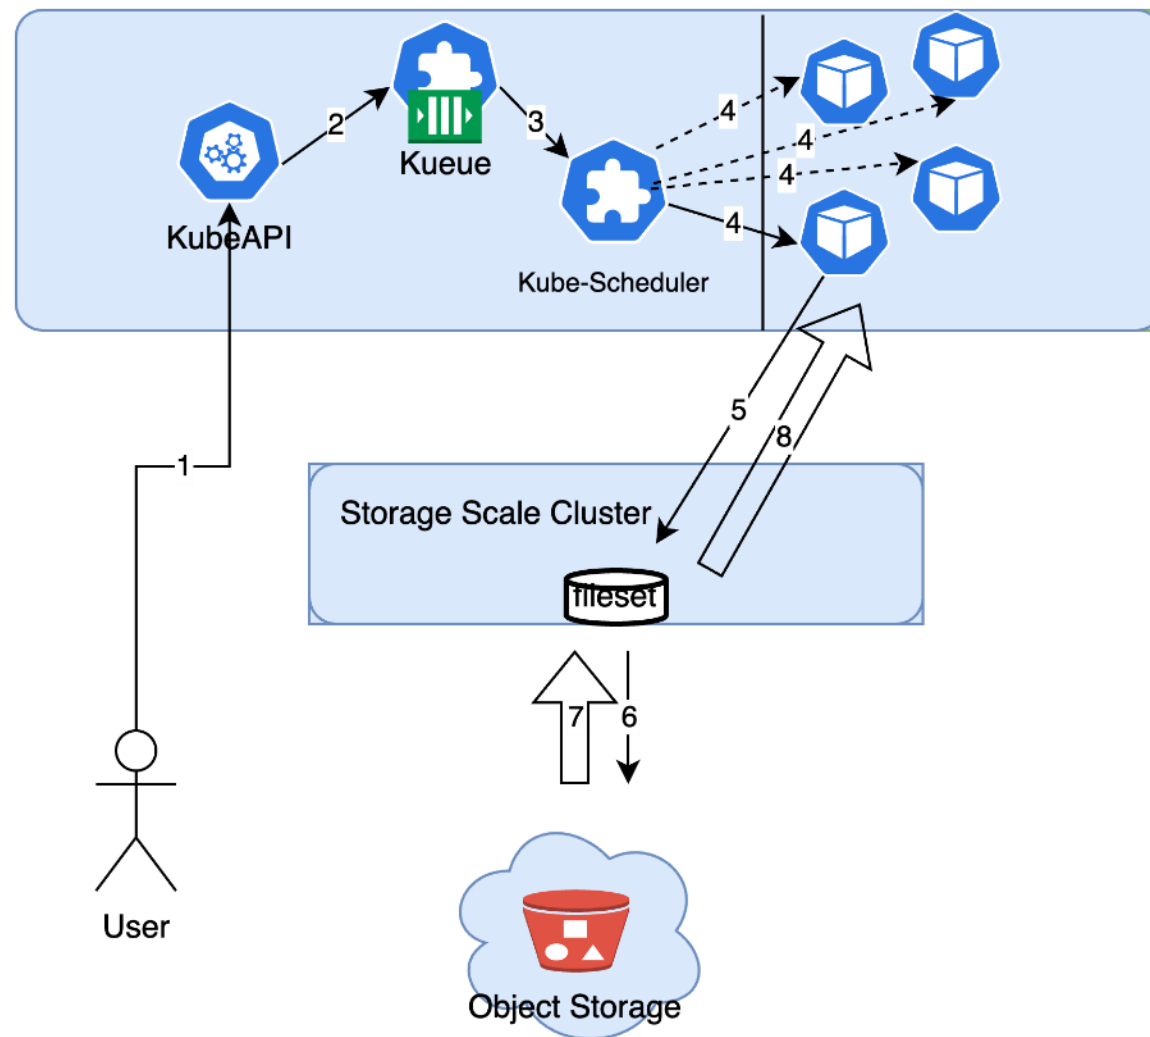 4
2
3
4
Kueue
4
4
KubeAPI
Kube-Scheduler
5
8
1
Storage Scale Cluster
fileset
7
6
User
Object Storage